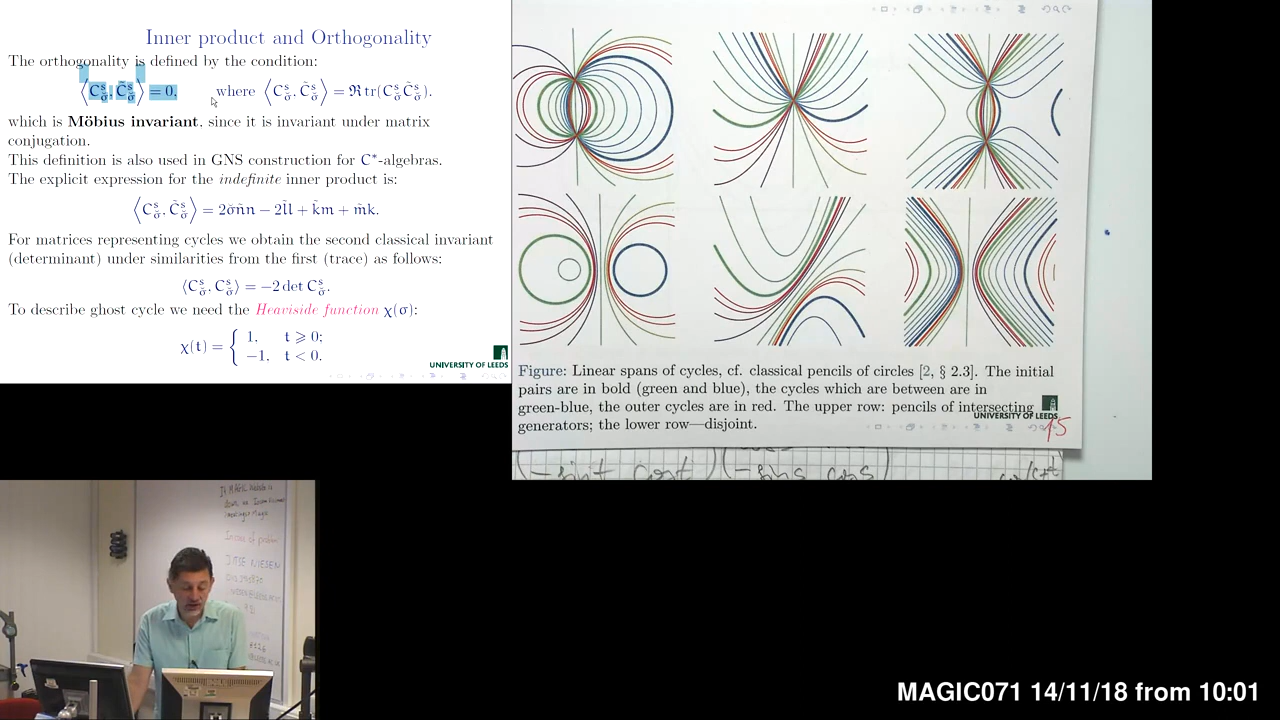 Inner product and Orthogonality
The orthogonality is defined by the condition:
⟨C^s_σ̆, C̃^s_σ̆⟩ = 0, where ⟨C^s_σ̆, C̃^s_σ̆⟩ = ℜ tr(C^s_σ̆ C̃^s_σ̆).
which is Möbius invariant, since it is invariant under matrix
conjugation.
This definition is also used in GNS construction for C*-algebras.
The explicit expression for the indefinite inner product is:
⟨C^s_σ̆, C̃^s_σ̆⟩ = 2σ̆ñn − 2l̃l + k̃m + m̃k.
For matrices representing cycles we obtain the second classical invariant
(determinant) under similarities from the first (trace) as follows:
⟨C^s_σ̆, C^s_σ̆⟩ = −2 det C^s_σ̆.
To describe ghost cycle we need the Heaviside function χ(σ):
χ(t) = { 1, t ⩾ 0;
−1, t < 0.
UNIVERSITY OF LEEDS
Figure: Linear spans of cycles, cf. classical pencils of circles [2, § 2.3]. The initial
pairs are in bold (green and blue), the cycles which are between are in
green-blue, the outer cycles are in red. The upper row: pencils of intersecting
generators; the lower row—disjoint.
UNIVERSITY OF LEEDS
15
In case of problem
MAGIC071 14/11/18 from 10:01